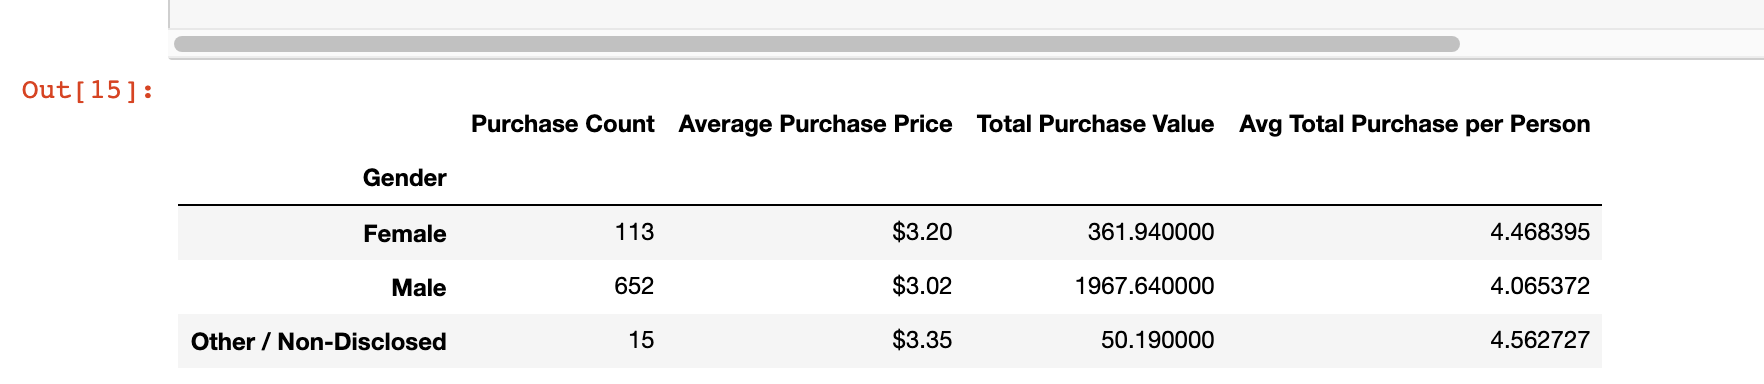 Out[15]:
Purchase Count Average Purchase Price Total Purchase Value Avg Total Purchase per Person
Gender
Female 113 $3.20 361.940000 4.468395
Male 652 $3.02 1967.640000 4.065372
Other / Non-Disclosed 15 $3.35 50.190000 4.562727